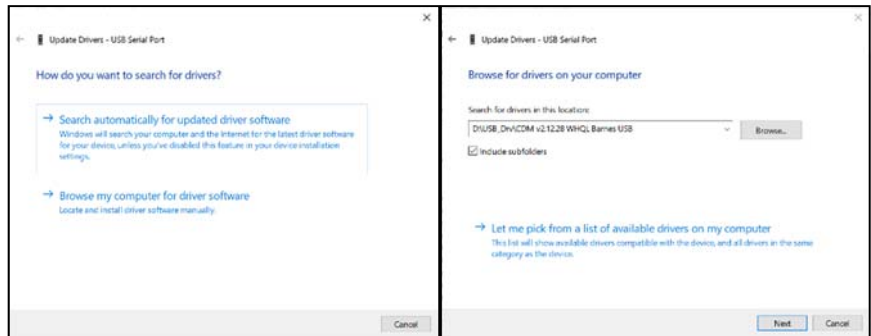 Update Drivers - USB Serial Port
How do you want to search for drivers?
→ Search automatically for updated driver software
Windows will search your computer and the Internet for the latest driver software
for your device, unless you've disabled this feature in your device installation
settings.
→ Browse my computer for driver software
Locate and install driver software manually.
Cancel
Update Drivers - USB Serial Port
Browse for drivers on your computer
Search for drivers in this location:
D:\USB_Drv\CDM v2.12.28 WHQL Barnes USB
Browse...
Include subfolders
→ Let me pick from a list of available drivers on my computer
This list will show available drivers compatible with the device, and all drivers in the same
category as the device.
Next
Cancel